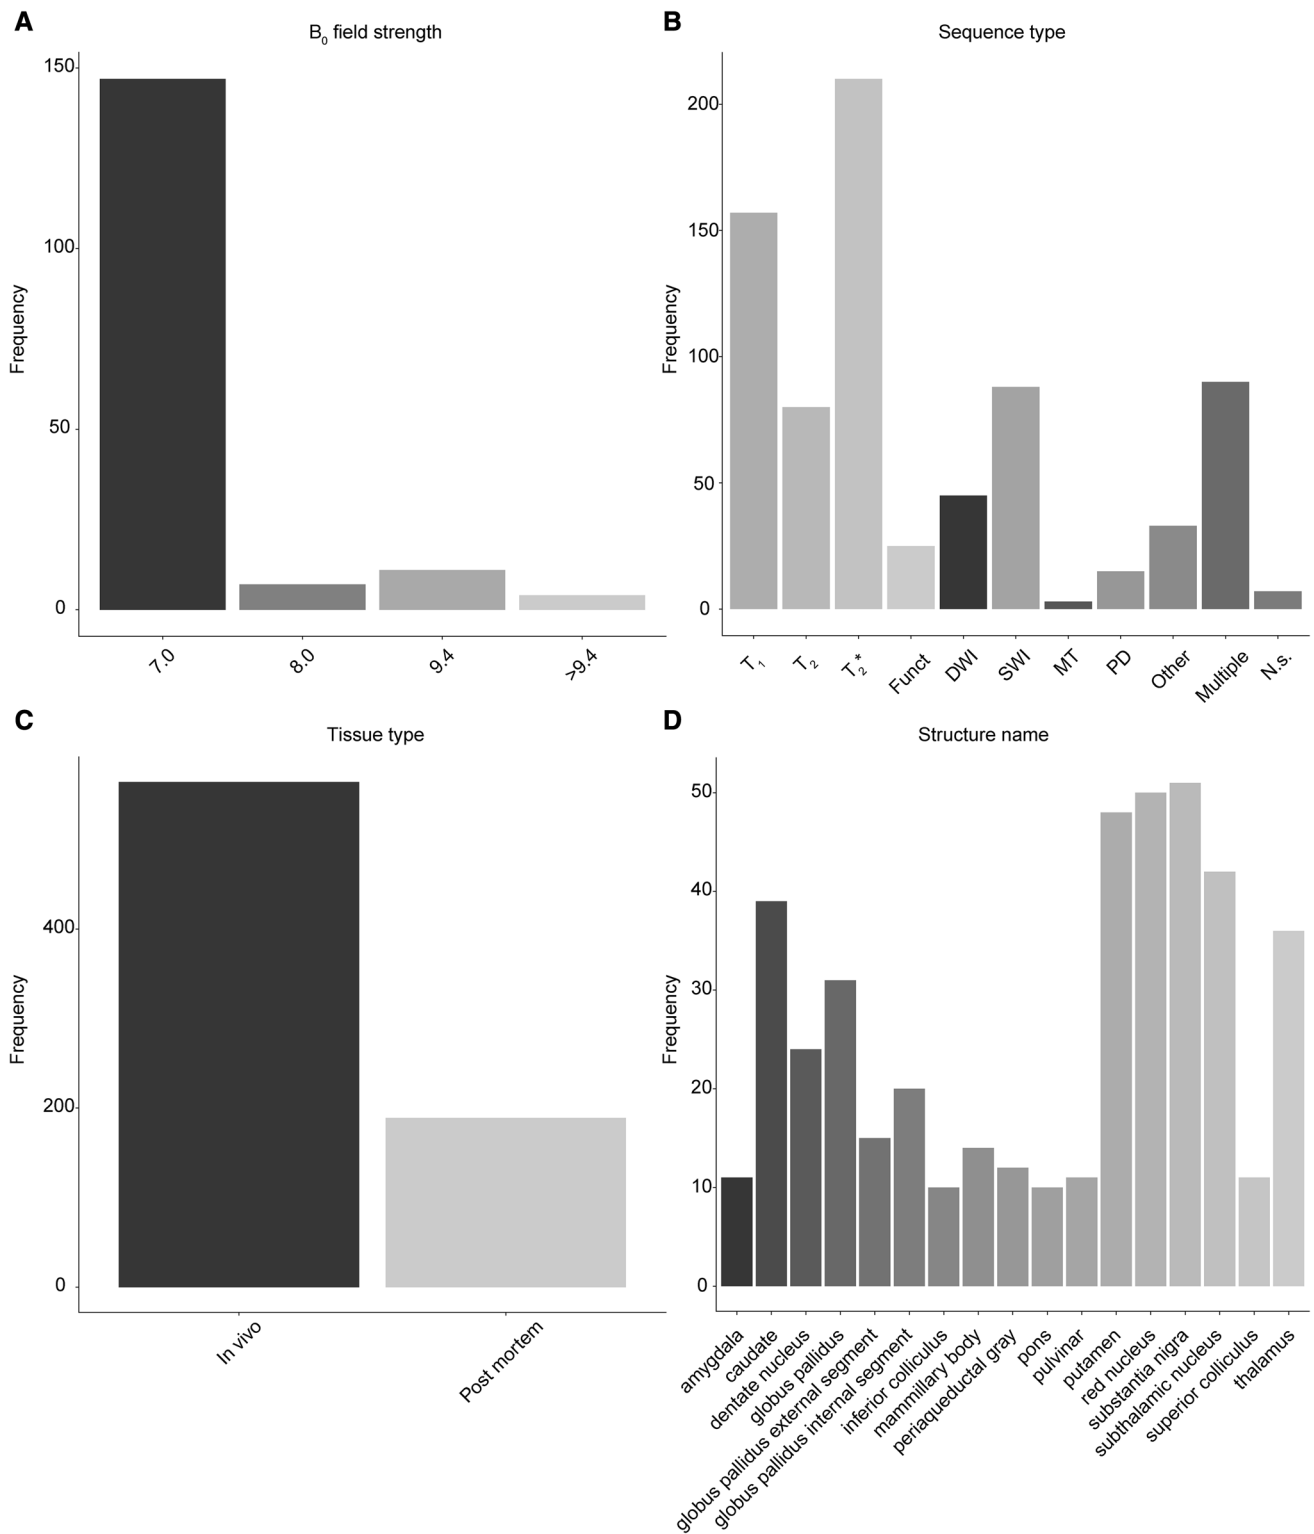 A
B₀ field strength
Frequency
150
100
50
0
7.0
8.0
9.4
>9.4
B
Sequence type
Frequency
200
150
100
50
0
T₁
T₂
T₂*
Funct
DWI
SWI
MT
PD
Other
Multiple
N.s.
C
Tissue type
Frequency
400
200
0
In vivo
Post mortem
D
Structure name
Frequency
50
40
30
20
10
0
amygdala
caudate
dentate nucleus
globus pallidus
globus pallidus external segment
globus pallidus internal segment
inferior colliculus
mammillary body
periaqueductal gray
pons
pulvinar
putamen
red nucleus
substantia nigra
subthalamic nucleus
superior colliculus
thalamus